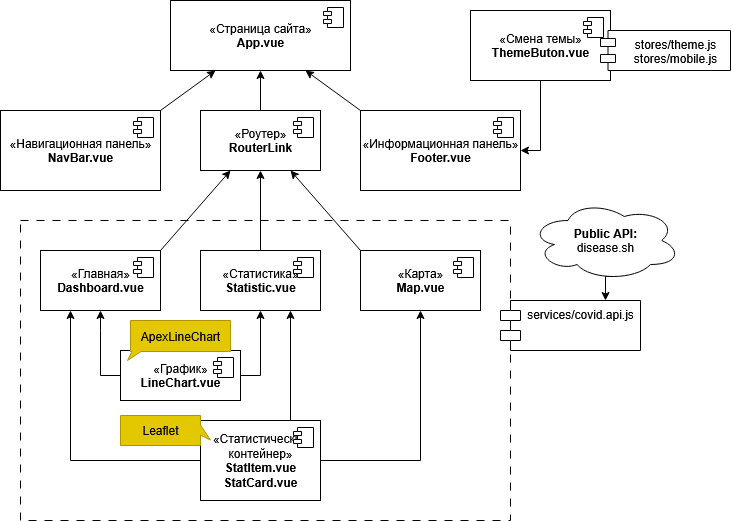 «Страница сайта»
App.vue
«Смена темы»
ThemeButon.vue
stores/theme.js
stores/mobile.js
«Навигационная панель»
NavBar.vue
«Роутер»
RouterLink
«Информационная панель»
Footer.vue
Public API:
disease.sh
«Главная»
Dashboard.vue
«Статистика»
Statistic.vue
«Карта»
Map.vue
services/covid.api.js
ApexLineChart
«График»
LineChart.vue
Leaflet
«Статистическ
контейнер»
StatItem.vue
StatCard.vue